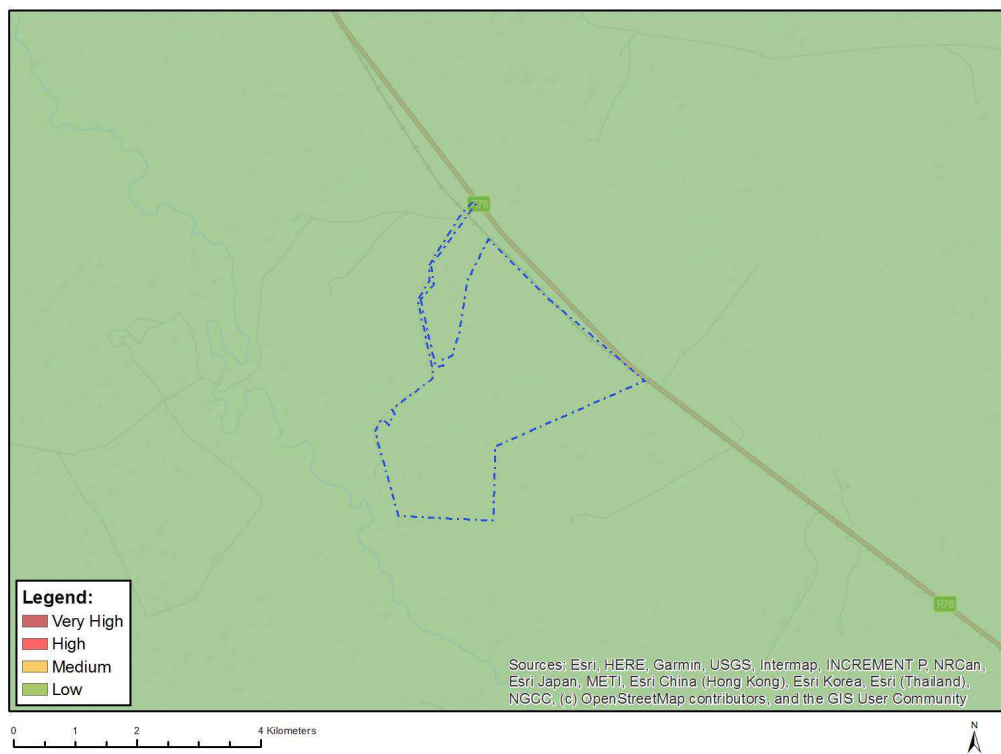 R76
Legend:
Very High
High
Medium
Low
R76
Sources: Esri, HERE, Garmin, USGS, Intermap, INCREMENT P, NRCan,
Esri Japan, METI, Esri China (Hong Kong), Esri Korea, Esri (Thailand),
NGCC, (c) OpenStreetMap contributors, and the GIS User Community
0 1 2 4 Kilometers
N